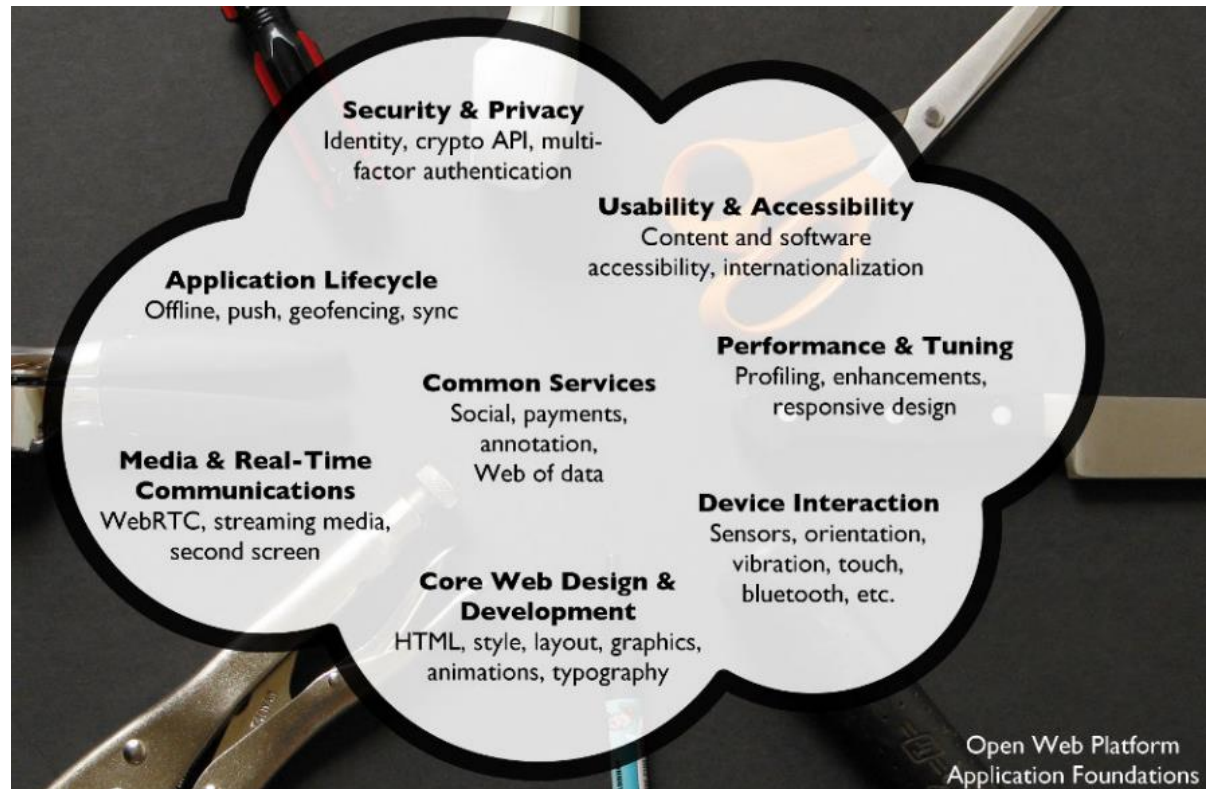 Security & Privacy
Identity, crypto API, multi-
factor authentication
Usability & Accessibility
Content and software
accessibility, internationalization
Application Lifecycle
Offline, push, geofencing, sync
Performance & Tuning
Profiling, enhancements,
responsive design
Common Services
Social, payments,
annotation,
Web of data
Media & Real-Time
Communications
WebRTC, streaming media,
second screen
Device Interaction
Sensors, orientation,
vibration, touch,
bluetooth, etc.
Core Web Design &
Development
HTML, style, layout, graphics,
animations, typography
Open Web Platform
Application Foundations